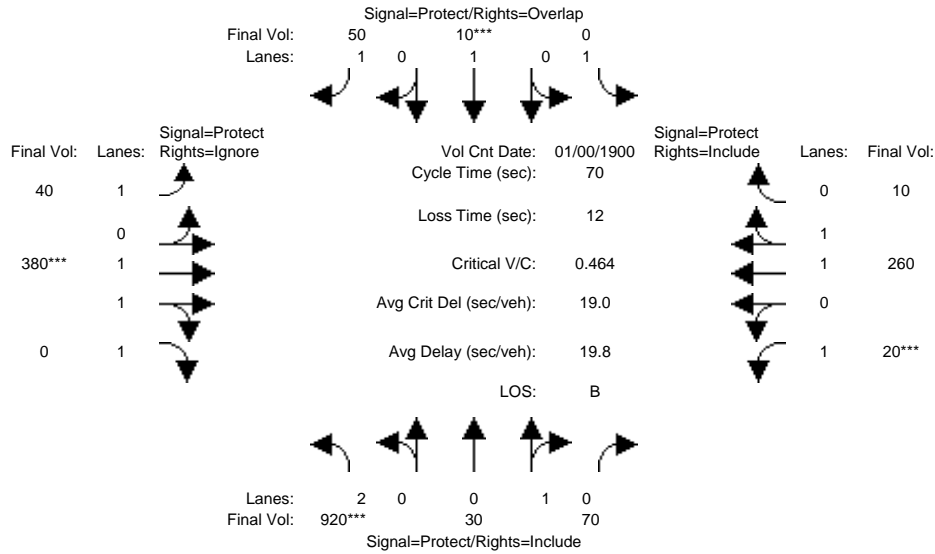 Signal=Protect/Rights=Overlap
Final Vol: 50 10*** 0
Lanes: 1 0 1 0 1
Signal=Protect
Final Vol: Lanes: Rights=Ignore
Vol Cnt Date: 01/00/1900
Signal=Protect
Rights=Include Lanes: Final Vol:
Cycle Time (sec): 70
40 1
0 10
Loss Time (sec): 12
0
1
380*** 1
Critical V/C: 0.464
1 260
1
Avg Crit Del (sec/veh): 19.0
0
0 1
Avg Delay (sec/veh): 19.8
1 20***
LOS: B
Lanes: 2 0 0 1 0
Final Vol: 920*** 30 70
Signal=Protect/Rights=Include